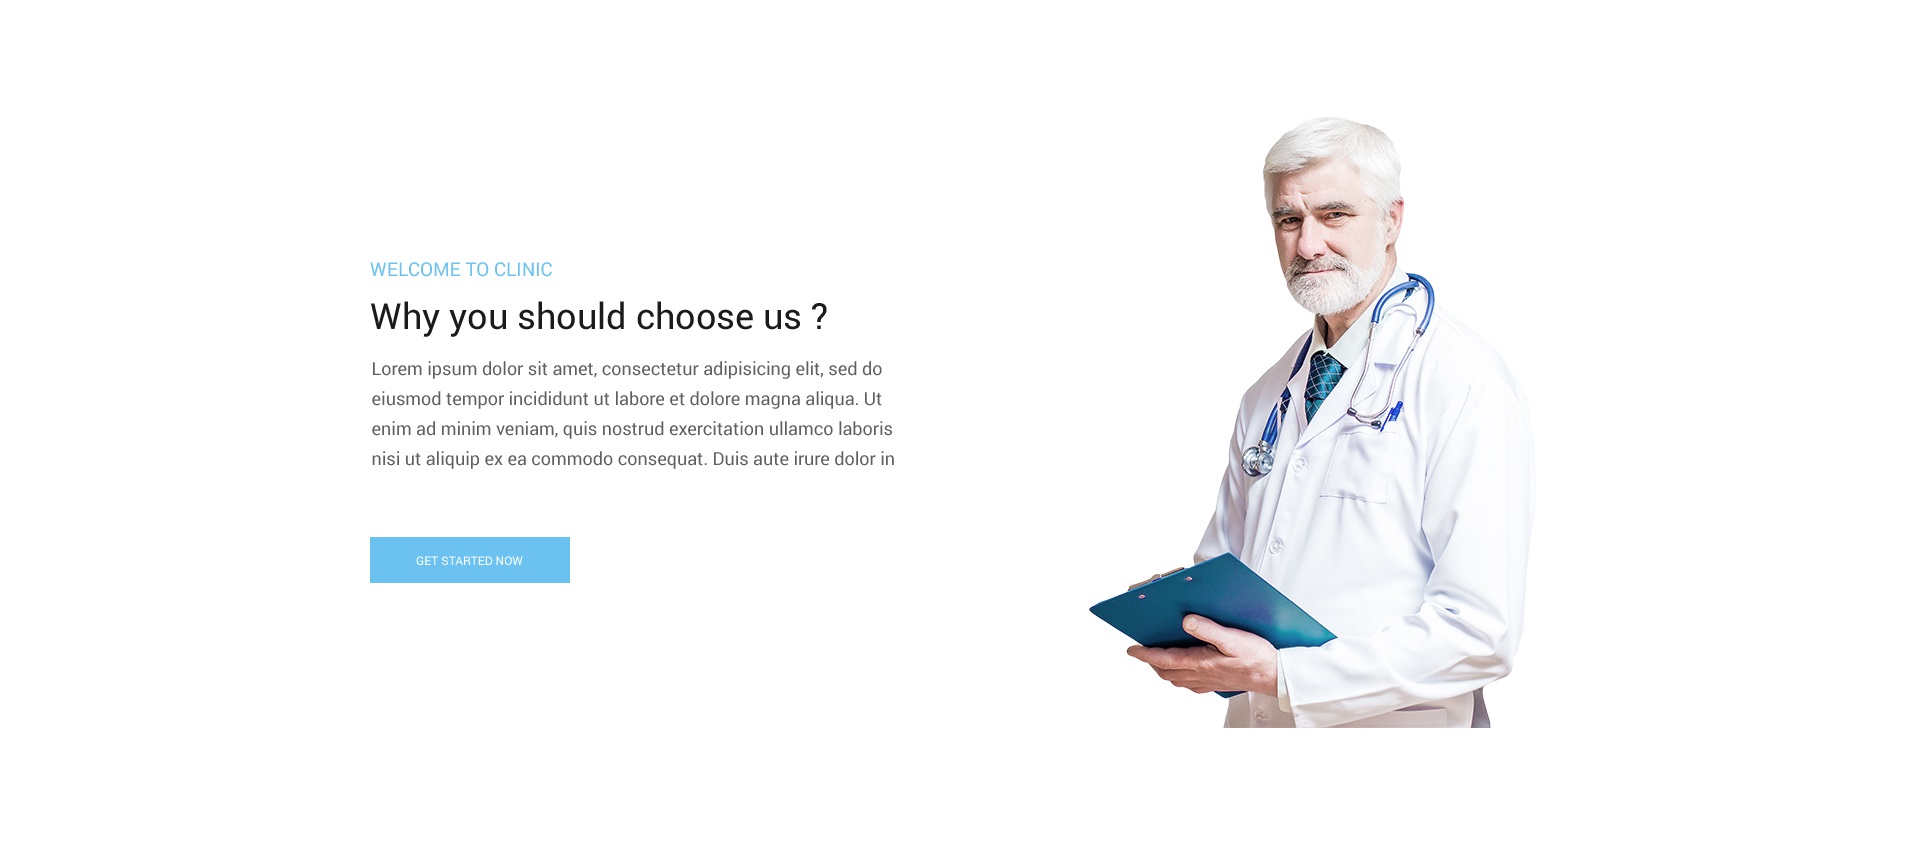 WELCOME TO CLINIC
Why you should choose us ?
Lorem ipsum dolor sit amet, consectetur adipisicing elit, sed do
eiusmod tempor incididunt ut labore et dolore magna aliqua. Ut
enim ad minim veniam, quis nostrud exercitation ullamco laboris
nisi ut aliquip ex ea commodo consequat. Duis aute irure dolor in
GET STARTED NOW